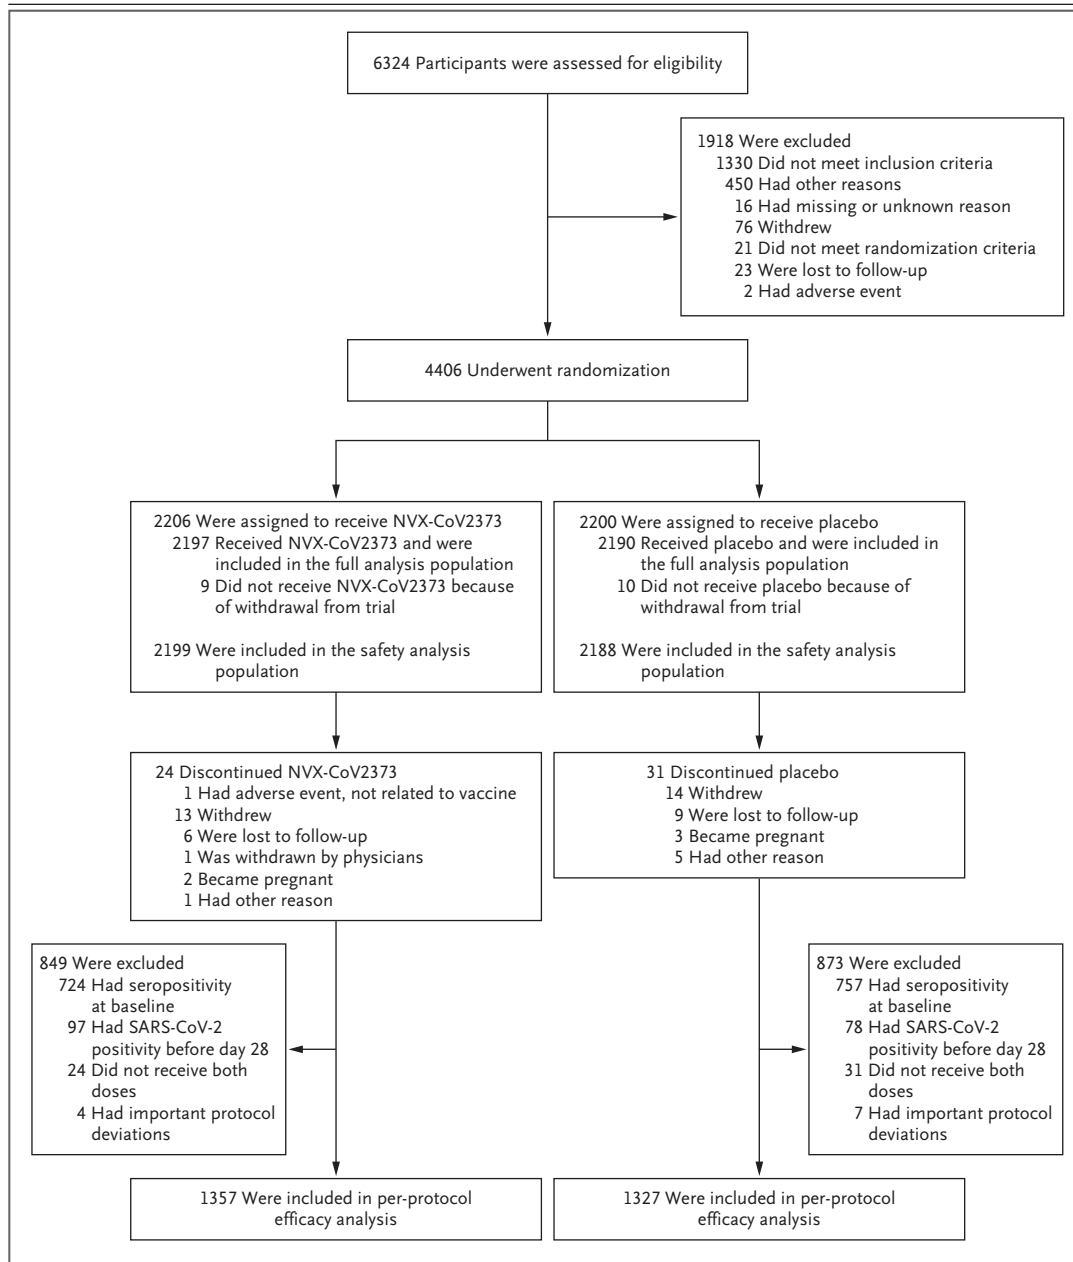 6324 Participants were assessed for eligibility
1918 Were excluded
1330 Did not meet inclusion criteria
450 Had other reasons
16 Had missing or unknown reason
76 Withdrew
21 Did not meet randomization criteria
23 Were lost to follow-up
2 Had adverse event
4406 Underwent randomization
2206 Were assigned to receive NVX-CoV2373
2197 Received NVX-CoV2373 and were
included in the full analysis population
9 Did not receive NVX-CoV2373 because
of withdrawal from trial
2199 Were included in the safety analysis
population
2200 Were assigned to receive placebo
2190 Received placebo and were included in
the full analysis population
10 Did not receive placebo because of
withdrawal from trial
2188 Were included in the safety analysis
population
24 Discontinued NVX-CoV2373
1 Had adverse event, not related to vaccine
13 Withdrew
6 Were lost to follow-up
1 Was withdrawn by physicians
2 Became pregnant
1 Had other reason
31 Discontinued placebo
14 Withdrew
9 Were lost to follow-up
3 Became pregnant
5 Had other reason
849 Were excluded
724 Had seropositivity
at baseline
97 Had SARS-CoV-2
positivity before day 28
24 Did not receive both
doses
4 Had important protocol
deviations
873 Were excluded
757 Had seropositivity
at baseline
78 Had SARS-CoV-2
positivity before day 28
31 Did not receive both
doses
7 Had important protocol
deviations
1357 Were included in per-protocol
efficacy analysis
1327 Were included in per-protocol
efficacy analysis